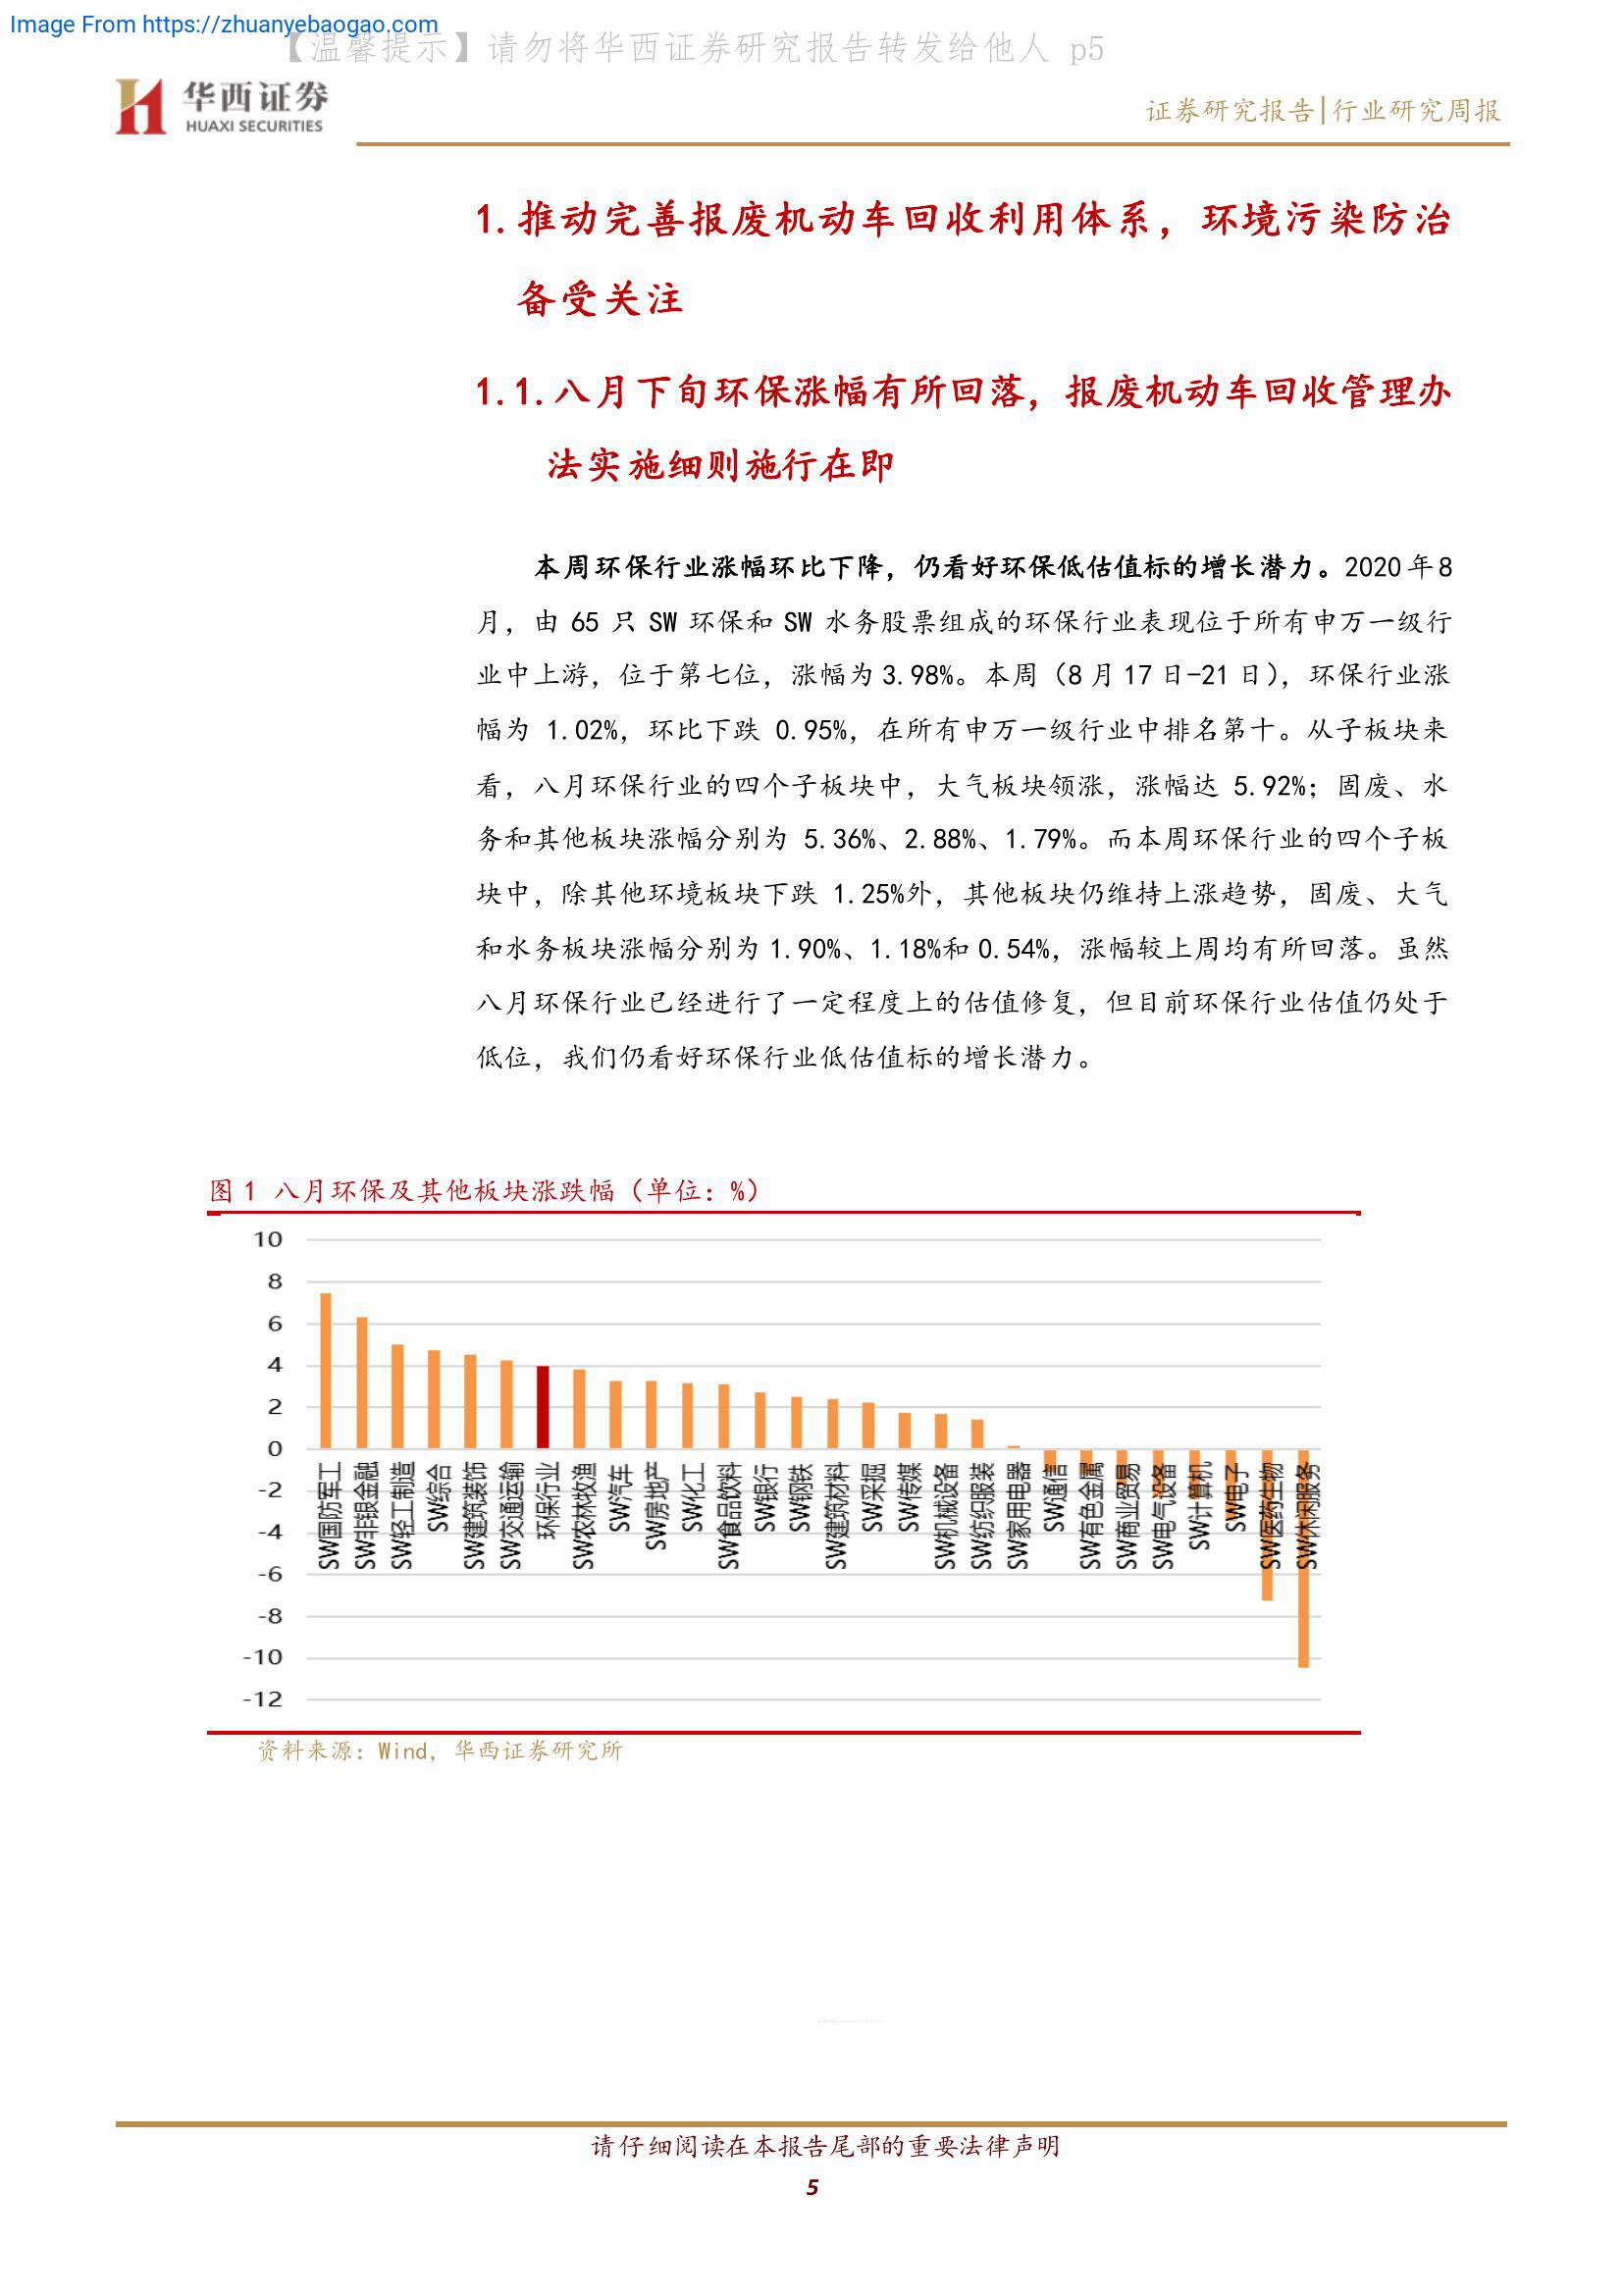 Image From https://zhuanyebaogao.com
【温馨提示】请勿将华西证券研究报告转发给他人 p5
华西证券
HUAXI SECURITIES
证券研究报告|行业研究周报
1.推动完善报废机动车回收利用体系，环境污染防治
备受关注
1.1.八月下旬环保涨幅有所回落，报废机动车回收管理办
法实施细则施行在即
本周环保行业涨幅环比下降，仍看好环保低估值标的增长潜力。2020年8
月，由 65 只 SW 环保和 SW 水务股票组成的环保行业表现位于所有申万一级行
业中上游，位于第七位，涨幅为3.98%。本周（8月17日-21日），环保行业涨
幅为 1.02%，环比下跌 0.95%，在所有申万一级行业中排名第十。从子板块来
看，八月环保行业的四个子板块中，大气板块领涨，涨幅达 5.92%；固废、水
务和其他板块涨幅分别为 5.36%、2.88%、1.79%。而本周环保行业的四个子板
块中，除其他环境板块下跌 1.25%外，其他板块仍维持上涨趋势，固废、大气
和水务板块涨幅分别为1.90%、1.18%和0.54%，涨幅较上周均有所回落。虽然
八月环保行业已经进行了一定程度上的估值修复，但目前环保行业估值仍处于
低位，我们仍看好环保行业低估值标的增长潜力。
图1 八月环保及其他板块涨跌幅（单位：%）
10
8
6
4
2
0
-2
-4
-6
-8
-10
-12
SW国防军工
SW非银金融
SW轻工制造
SW综合
SW建筑装饰
SW交通运输
环保行业
SW农林牧渔
SW汽车
SW房地产
SW化工
SW食品饮料
SW银行
SW钢铁
SW建筑材料
SW采掘
SW传媒
SW机械设备
SW纺织服装
SW家用电器
SW通信
SW有色金属
SW商业贸易
SW电气设备
SW计算机
SW电子
SW医药生物
SW休闲服务
资料来源：Wind，华西证券研究所
请仔细阅读在本报告尾部的重要法律声明
5